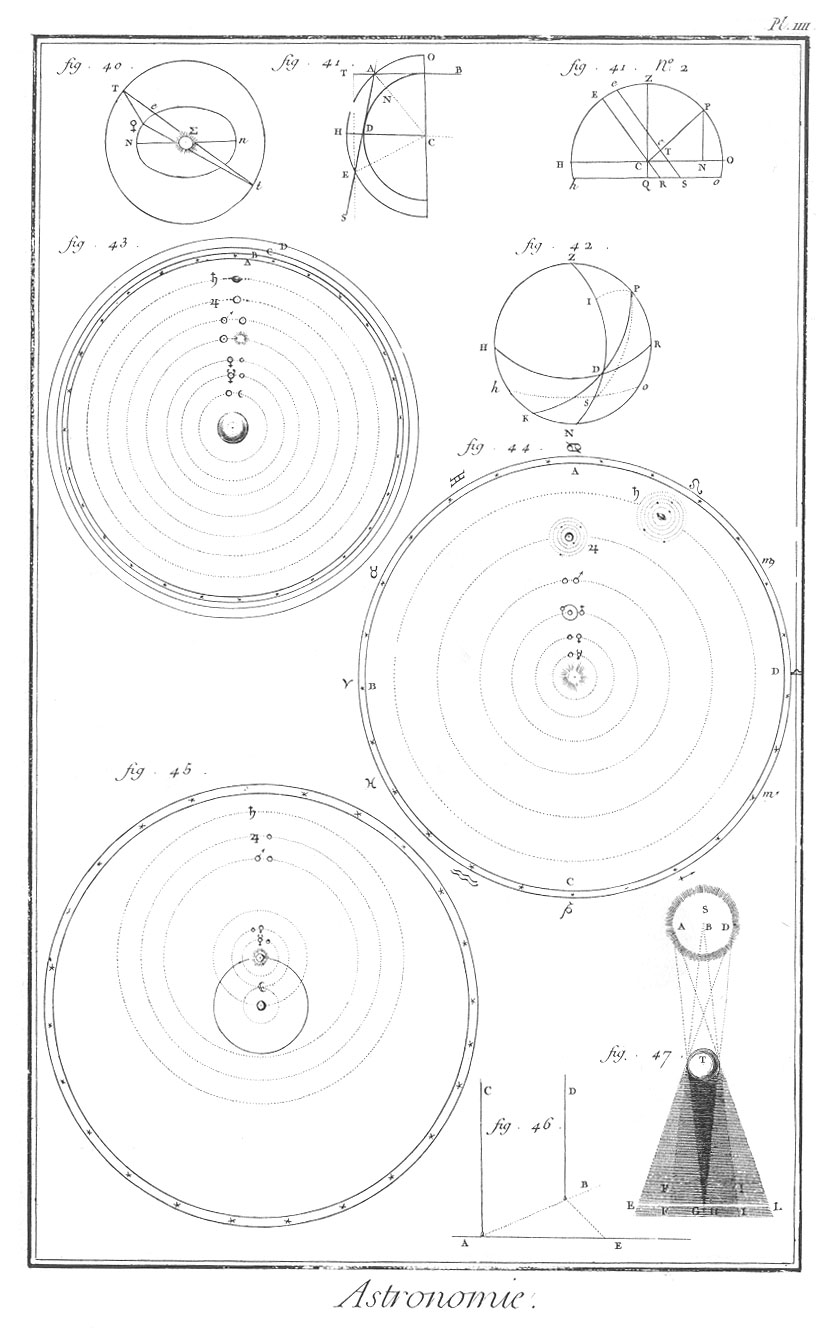 Pl. IIII
fig. 40.
T
e
♀
Σ
N
n
t
fig. 41.
O
T
A
B
N
H
D
C
E
S
fig. 41. N.º 2
Z
e
E
P
r
T
H
C
N
O
h
Q
R
S
o
fig. 43.
A
B
C
D
♄
♃
♂
♀
☿
☾
fig. 42.
Z
I
P
H
R
D
h
S
o
K
N
fig. 44.
A
♊
♌
♄
♃
♍
♉
♂
♀
☿
♈
B
D
♎
♓
♏
♒
C
♐
♑
fig. 45.
♄
♃
♂
♀
☿
☾
S
A
B
D
fig. 47.
T
E
F
G
H
I
L
C
D
fig. 46.
B
A
E
Astronomie.